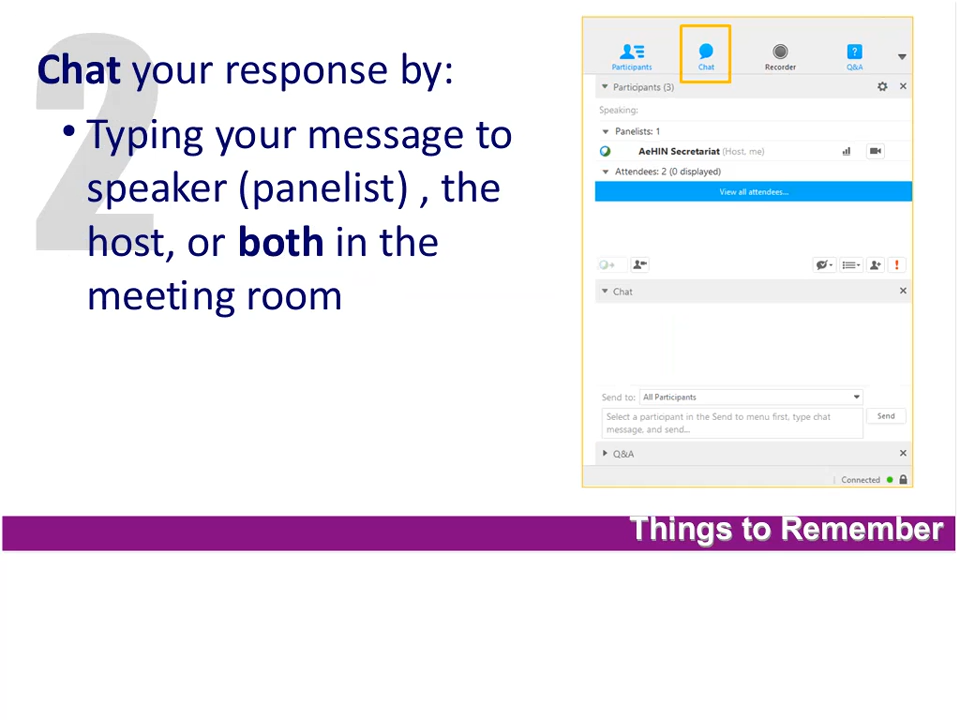 2
Chat your response by:
• Typing your message to
speaker (panelist) , the
host, or both in the
meeting room
Participants
Chat
Recorder
?
Q&A
Participants (3)
Speaking:
Panelists: 1
AeHIN Secretariat (Host, me)
Attendees: 2 (0 displayed)
View all attendees...
Chat
Send to: All Participants
Select a participant in the Send to menu first, type chat
message, and send...
Send
Q&A
Connected
Things to Remember